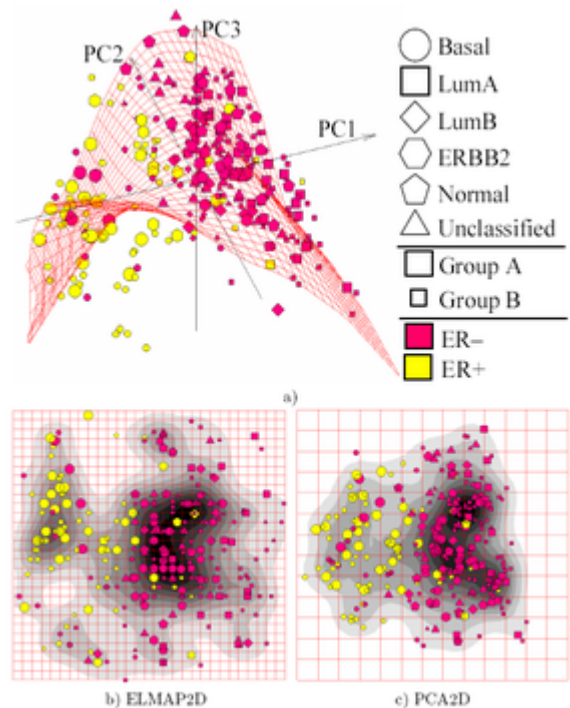 PC3
PC2
PC1
Basal
LumA
LumB
ERBB2
Normal
Unclassified
Group A
Group B
ER–
ER+
a)
b) ELMAP2D
c) PCA2D